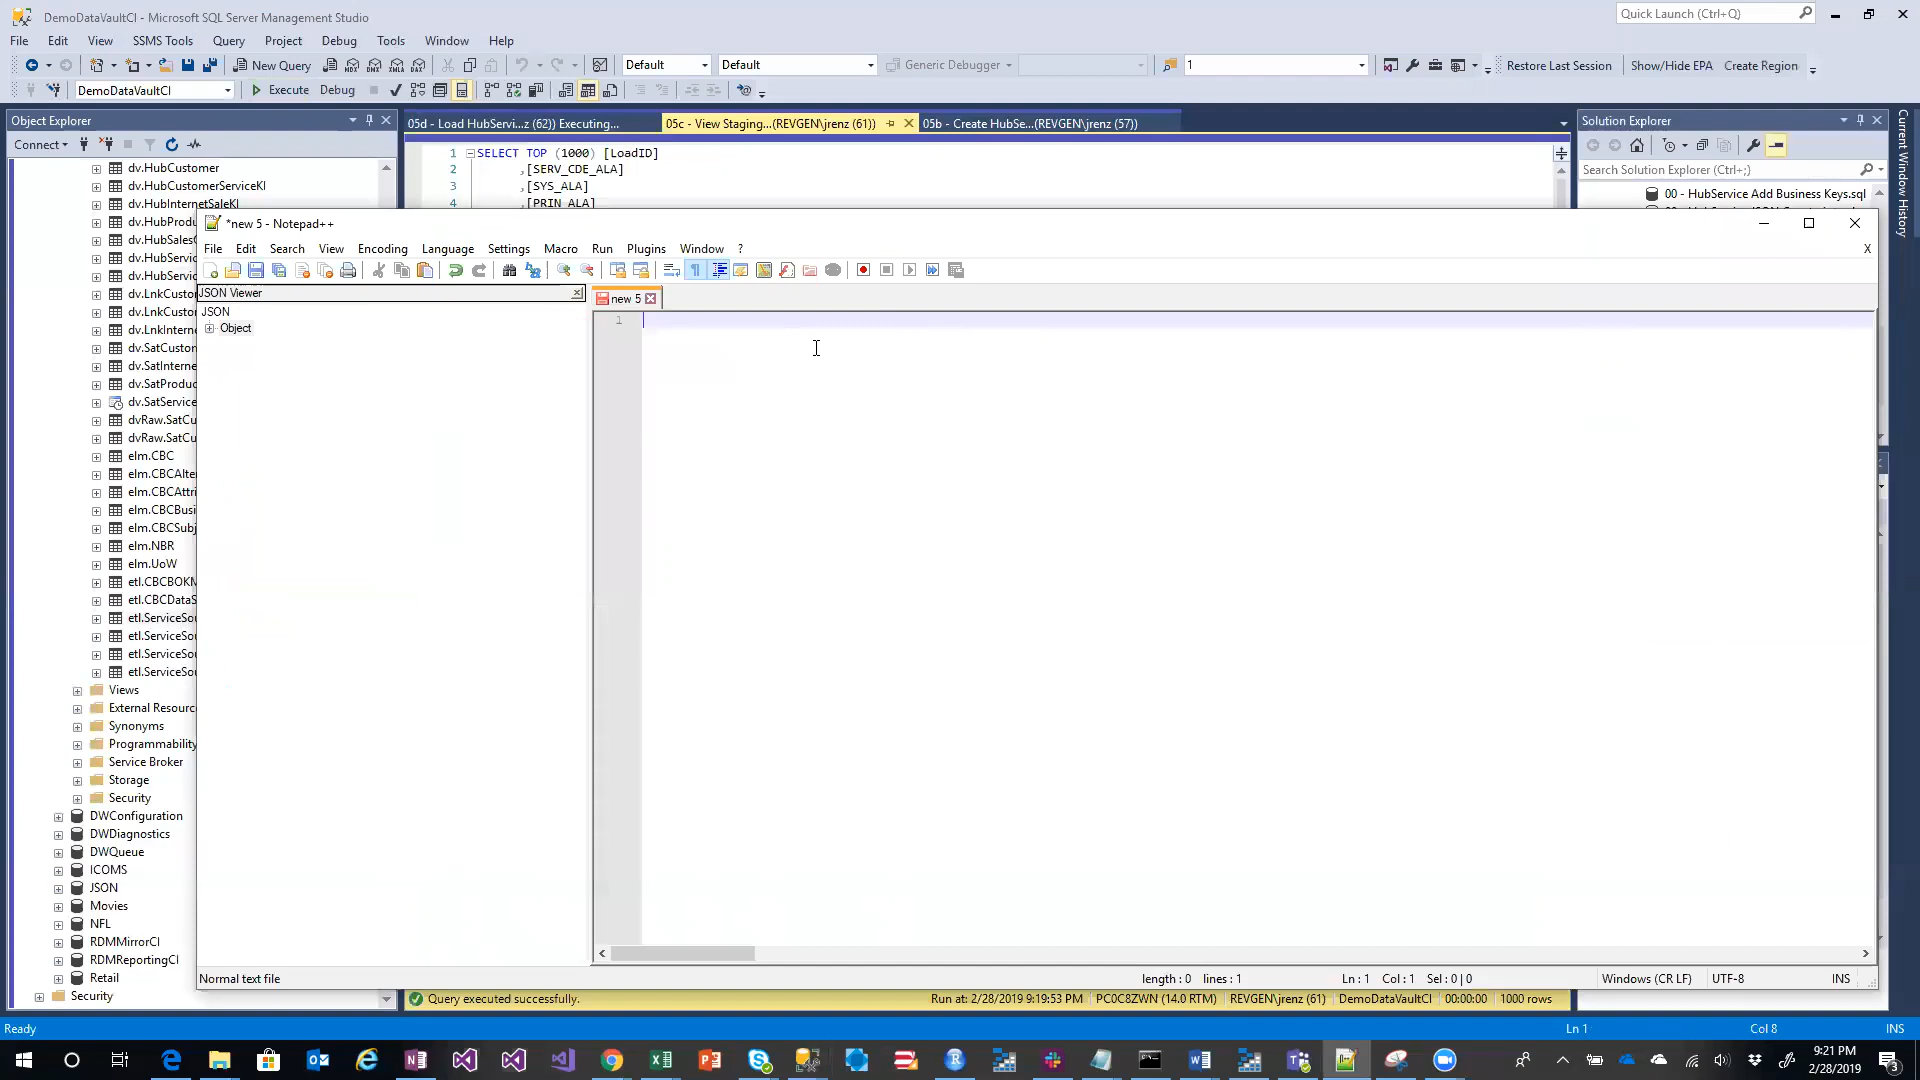 DemoDataVaultCI - Microsoft SQL Server Management Studio
Quick Launch (Ctrl+Q)
File Edit View SSMS Tools Query Project Debug Tools Window Help
New Query
Default
Default
Generic Debugger
1
Restore Last Session
Show/Hide EPA
Create Region
DemoDataVaultCI
Execute
Debug
Object Explorer
05d - Load HubServi...z (62)) Executing...
05c - View Staging...(REVGEN\jrenz (61))
05b - Create HubSe...(REVGEN\jrenz (57))
Solution Explorer
Current Window History
Connect
1 SELECT TOP (1000) [LoadID]
2 ,[SERV_CDE_ALA]
3 ,[SYS_ALA]
4 ,[PRIN_ALA]
Search Solution Explorer (Ctrl+;)
00 - HubService Add Business Keys.sql
dv.HubCustomer
dv.HubCustomerServiceKI
dv.HubInternetSaleKI
dv.HubProdu
dv.HubSalesO
dv.HubServic
dv.HubServic
dv.LnkCustor
dv.LnkCustor
dv.LnkInterne
dv.SatCuston
dv.SatInterne
dv.SatProduc
dv.SatService
dvRaw.SatCu
dvRaw.SatCu
elm.CBC
elm.CBCAlter
elm.CBCAttri
elm.CBCBusi
elm.CBCSubj
elm.NBR
elm.UoW
etl.CBCBOKM
etl.CBCDataS
etl.ServiceSou
etl.ServiceSou
etl.ServiceSou
etl.ServiceSou
Views
External Resourc
Synonyms
Programmability
Service Broker
Storage
Security
DWConfiguration
DWDiagnostics
DWQueue
ICOMS
JSON
Movies
NFL
RDMMirrorCI
RDMReportingCI
Retail
Security
*new 5 - Notepad++
File Edit Search View Encoding Language Settings Macro Run Plugins Window ?
X
JSON Viewer
JSON
Object
new 5
1
Normal text file
length : 0 lines : 1
Ln : 1 Col : 1 Sel : 0 | 0
Windows (CR LF)
UTF-8
INS
Query executed successfully.
Run at: 2/28/2019 9:19:53 PM
PC0C8ZWN (14.0 RTM)
REVGEN\jrenz (61)
DemoDataVaultCI
00:00:00
1000 rows
Ready
Ln 1
Col 8
INS
9:21 PM
2/28/2019
3